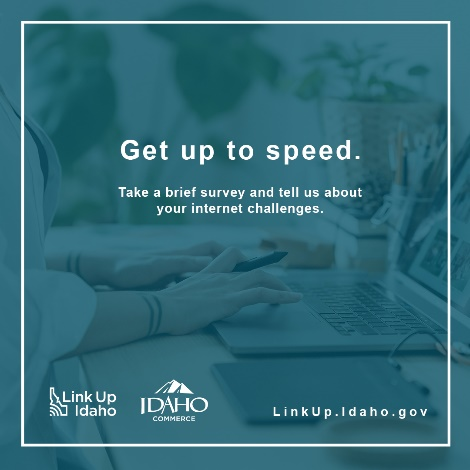 Get up to speed.
Take a brief survey and tell us about
your internet challenges.
Link Up
Idaho
IDAHO
COMMERCE
LinkUp.Idaho.gov